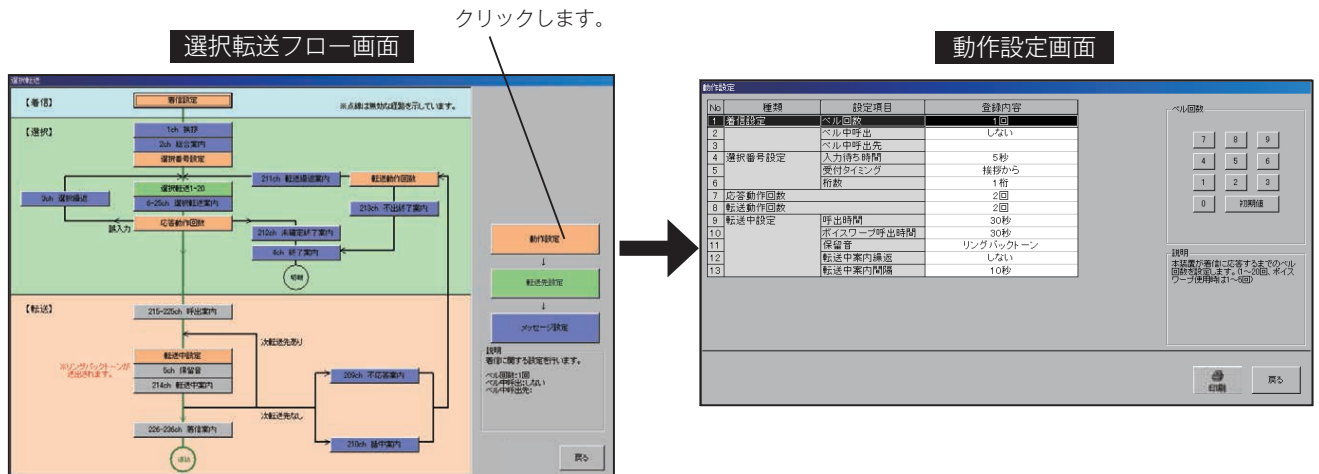 クリックします。
選択転送フロー画面
動作設定画面
選択転送
【着信】
着信設定
※点線は無効な経路を示しています。
【選択】
1ch 挨拶
2ch 総合案内
選択番号設定
211ch 転送繰返案内
転送動作回数
選択転送1-20
3ch 選択繰返
6-25ch 選択転送案内
213ch 不出終了案内
誤入力
応答動作回数
212ch 未確定終了案内
4ch 終了案内
切断
動作設定
↓
転送先設定
↓
メッセージ設定
【転送】
215-225ch 呼出案内
次転送先あり
転送中設定
※リングバックトーンが
送出されます。
5ch 保留音
214ch 転送中案内
209ch 不応答案内
次転送先なし
226-236ch 着信案内
210ch 話中案内
通話
説明
着信に関する設定を行います。
ベル回数:1回
ベル中呼出:しない
ベル中呼出先:
戻る
動作設定
No 種類 設定項目 登録内容
1 着信設定 ベル回数 1回
2 ベル中呼出 しない
3 ベル中呼出先
4 選択番号設定 入力待ち時間 5秒
5 受付タイミング 挨拶から
6 桁数 1桁
7 応答動作回数 2回
8 転送動作回数 2回
9 転送中設定 呼出時間 30秒
10 ボイスワープ呼出時間 30秒
11 保留音 リングバックトーン
12 転送中案内繰返 しない
13 転送中案内間隔 10秒
ベル回数
7 8 9
4 5 6
1 2 3
0 初期値
説明
本装置が着信に応答するまでのベル
回数を設定します。(1~20回、ボイス
ワープ使用時は1~5回)
印刷
戻る